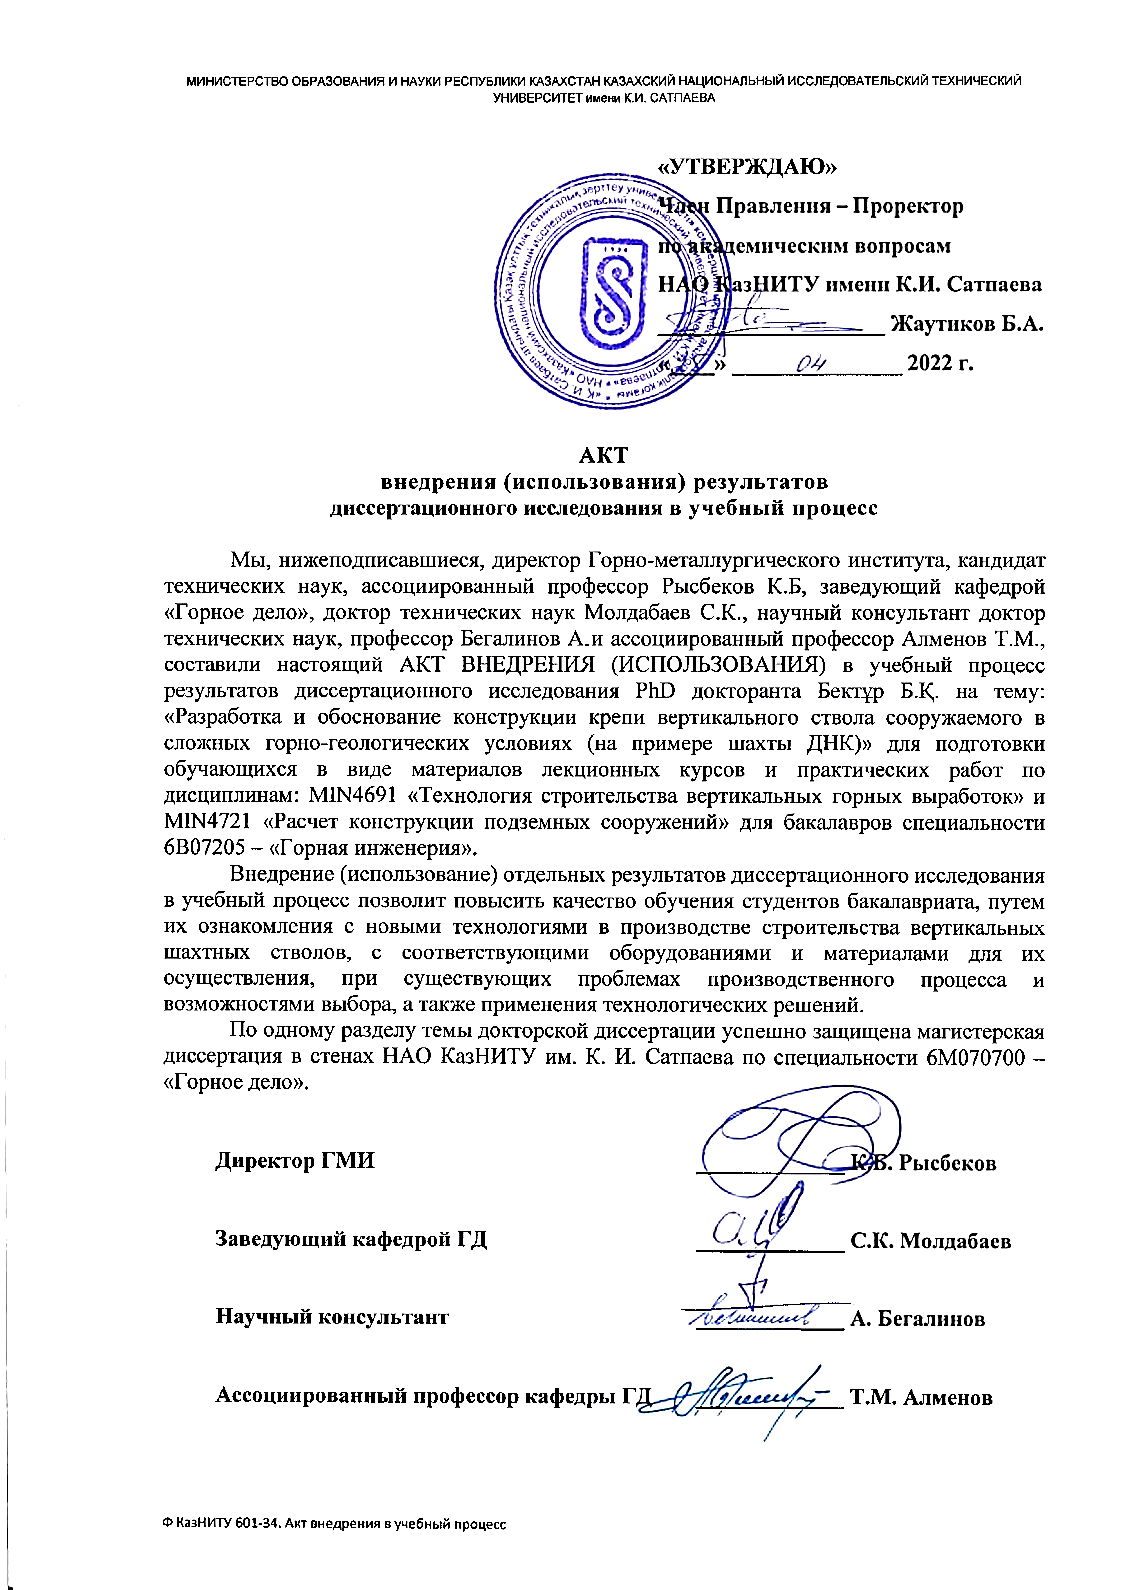 МИНИСТЕРСТВО ОБРАЗОВАНИЯ И НАУКИ РЕСПУБЛИКИ КАЗАХСТАН КАЗАХСКИЙ НАЦИОНАЛЬНЫЙ ИССЛЕДОВАТЕЛЬСКИЙ ТЕХНИЧЕСКИЙ
УНИВЕРСИТЕТ имени К.И. САТПАЕВА
«УТВЕРЖДАЮ»
Член Правления – Проректор
по академическим вопросам
НАО КазНИТУ имени К.И. Сатпаева
Жаутиков Б.А.
« » 04 2022 г.
1934
АКТ
внедрения (использования) результатов
диссертационного исследования в учебный процесс
Мы, нижеподписавшиеся, директор Горно-металлургического института, кандидат
технических наук, ассоциированный профессор Рысбеков К.Б, заведующий кафедрой
«Горное дело», доктор технических наук Молдабаев С.К., научный консультант доктор
технических наук, профессор Бегалинов А.и ассоциированный профессор Алменов Т.М.,
составили настоящий АКТ ВНЕДРЕНИЯ (ИСПОЛЬЗОВАНИЯ) в учебный процесс
результатов диссертационного исследования PhD докторанта Бектұр Б.Қ. на тему:
«Разработка и обоснование конструкции крепи вертикального ствола сооружаемого в
сложных горно-геологических условиях (на примере шахты ДНК)» для подготовки
обучающихся в виде материалов лекционных курсов и практических работ по
дисциплинам: MIN4691 «Технология строительства вертикальных горных выработок» и
MIN4721 «Расчет конструкции подземных сооружений» для бакалавров специальности
6В07205 – «Горная инженерия».
Внедрение (использование) отдельных результатов диссертационного исследования
в учебный процесс позволит повысить качество обучения студентов бакалавриата, путем
их ознакомления с новыми технологиями в производстве строительства вертикальных
шахтных стволов, с соответствующими оборудованиями и материалами для их
осуществления, при существующих проблемах производственного процесса и
возможностями выбора, а также применения технологических решений.
По одному разделу темы докторской диссертации успешно защищена магистерская
диссертация в стенах НАО КазНИТУ им. К. И. Сатпаева по специальности 6М070700 –
«Горное дело».
Директор ГМИ К.Б. Рысбеков
Заведующий кафедрой ГД С.К. Молдабаев
Научный консультант А. Бегалинов
Ассоциированный профессор кафедры ГД Т.М. Алменов
Ф КазНИТУ 601-34. Акт внедрения в учебный процесс